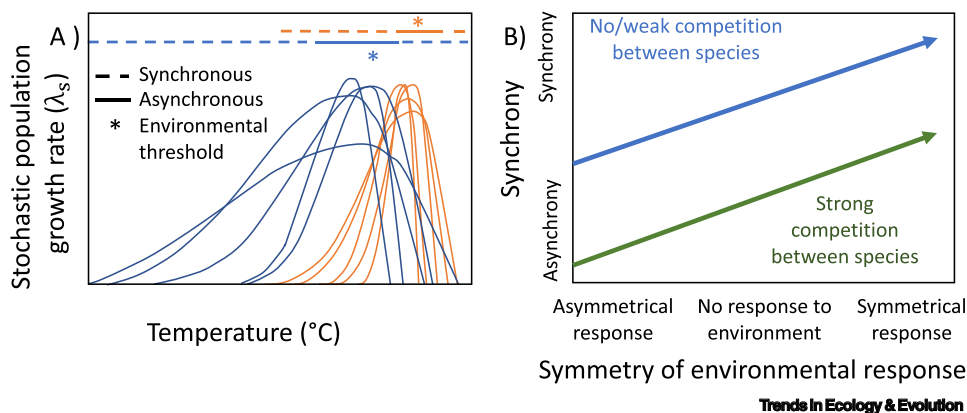 A )
*
*
Synchronous
Asynchronous
* Environmental
threshold
Stochastic population
growth rate (λs)
Temperature (°C)
B)
No/weak competition
between species
Synchrony
Synchrony
Asynchrony
Strong
competition
between species
Asymmetrical
response
No response to
environment
Symmetrical
response
Symmetry of environmental response
Trends in Ecology & Evolution